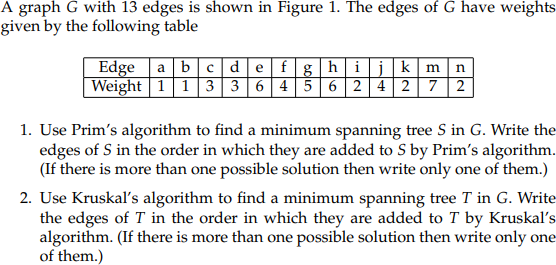 A graph G with 13 edges is shown in Figure 1. The edges of G have weights
given by the following table
Edge a b c d e f g h i j k m n
Weight 1 1 3 3 6 4 5 6 2 4 2 7 2
1. Use Prim's algorithm to find a minimum spanning tree S in G. Write the
edges of S in the order in which they are added to S by Prim's algorithm.
(If there is more than one possible solution then write only one of them.)
2. Use Kruskal's algorithm to find a minimum spanning tree T in G. Write
the edges of T in the order in which they are added to T by Kruskal's
algorithm. (If there is more than one possible solution then write only one
of them.)